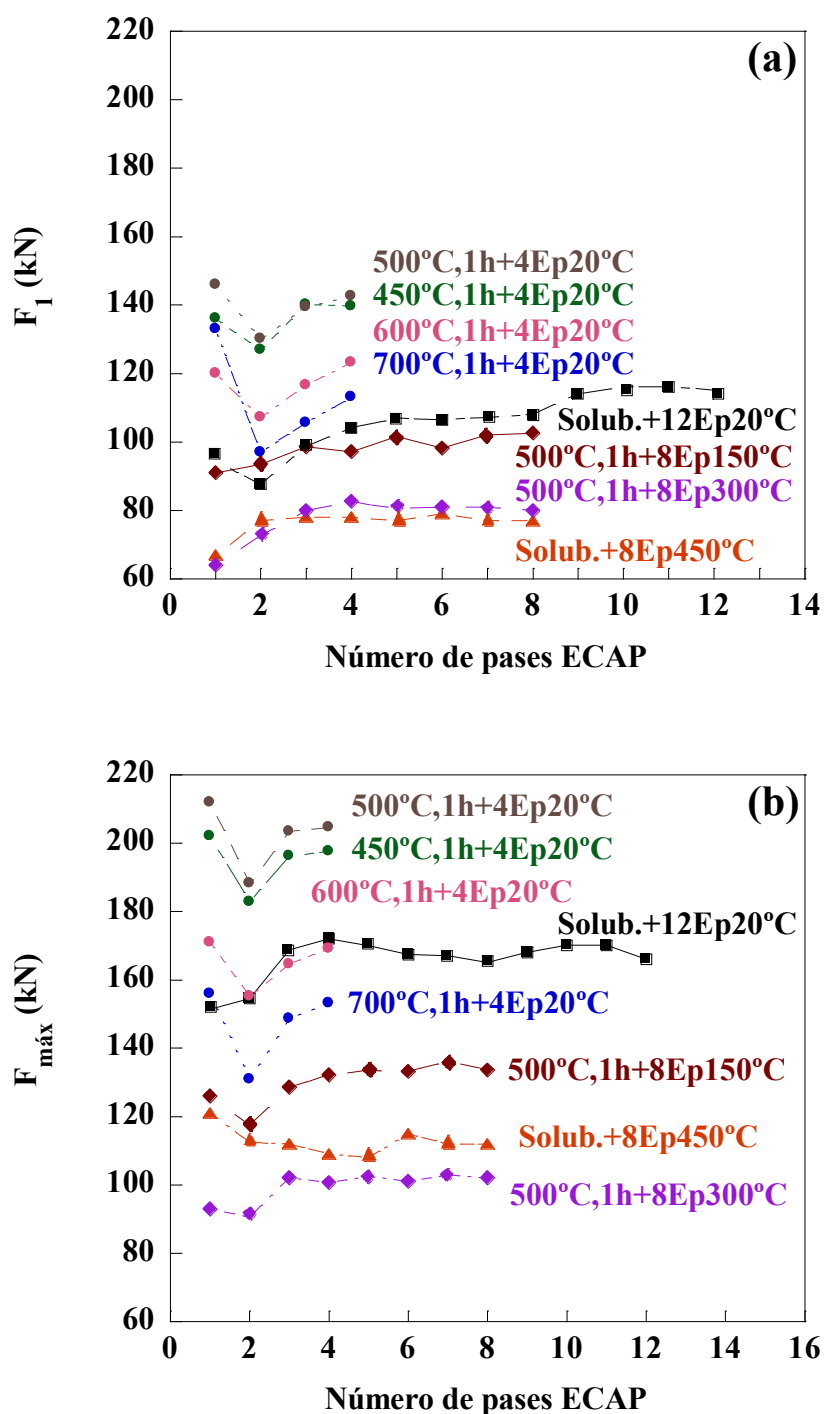 (a)
220
200
180
160
140
120
100
80
60
F1 (kN)
500ºC,1h+4Ep20ºC
450ºC,1h+4Ep20ºC
600ºC,1h+4Ep20ºC
700ºC,1h+4Ep20ºC
Solub.+12Ep20ºC
500ºC,1h+8Ep150ºC
500ºC,1h+8Ep300ºC
Solub.+8Ep450ºC
0 2 4 6 8 10 12 14
Número de pases ECAP
(b)
220
200
180
160
140
120
100
80
60
Fmáx (kN)
500ºC,1h+4Ep20ºC
450ºC,1h+4Ep20ºC
600ºC,1h+4Ep20ºC
Solub.+12Ep20ºC
700ºC,1h+4Ep20ºC
500ºC,1h+8Ep150ºC
Solub.+8Ep450ºC
500ºC,1h+8Ep300ºC
0 2 4 6 8 10 12 14 16
Número de pases ECAP